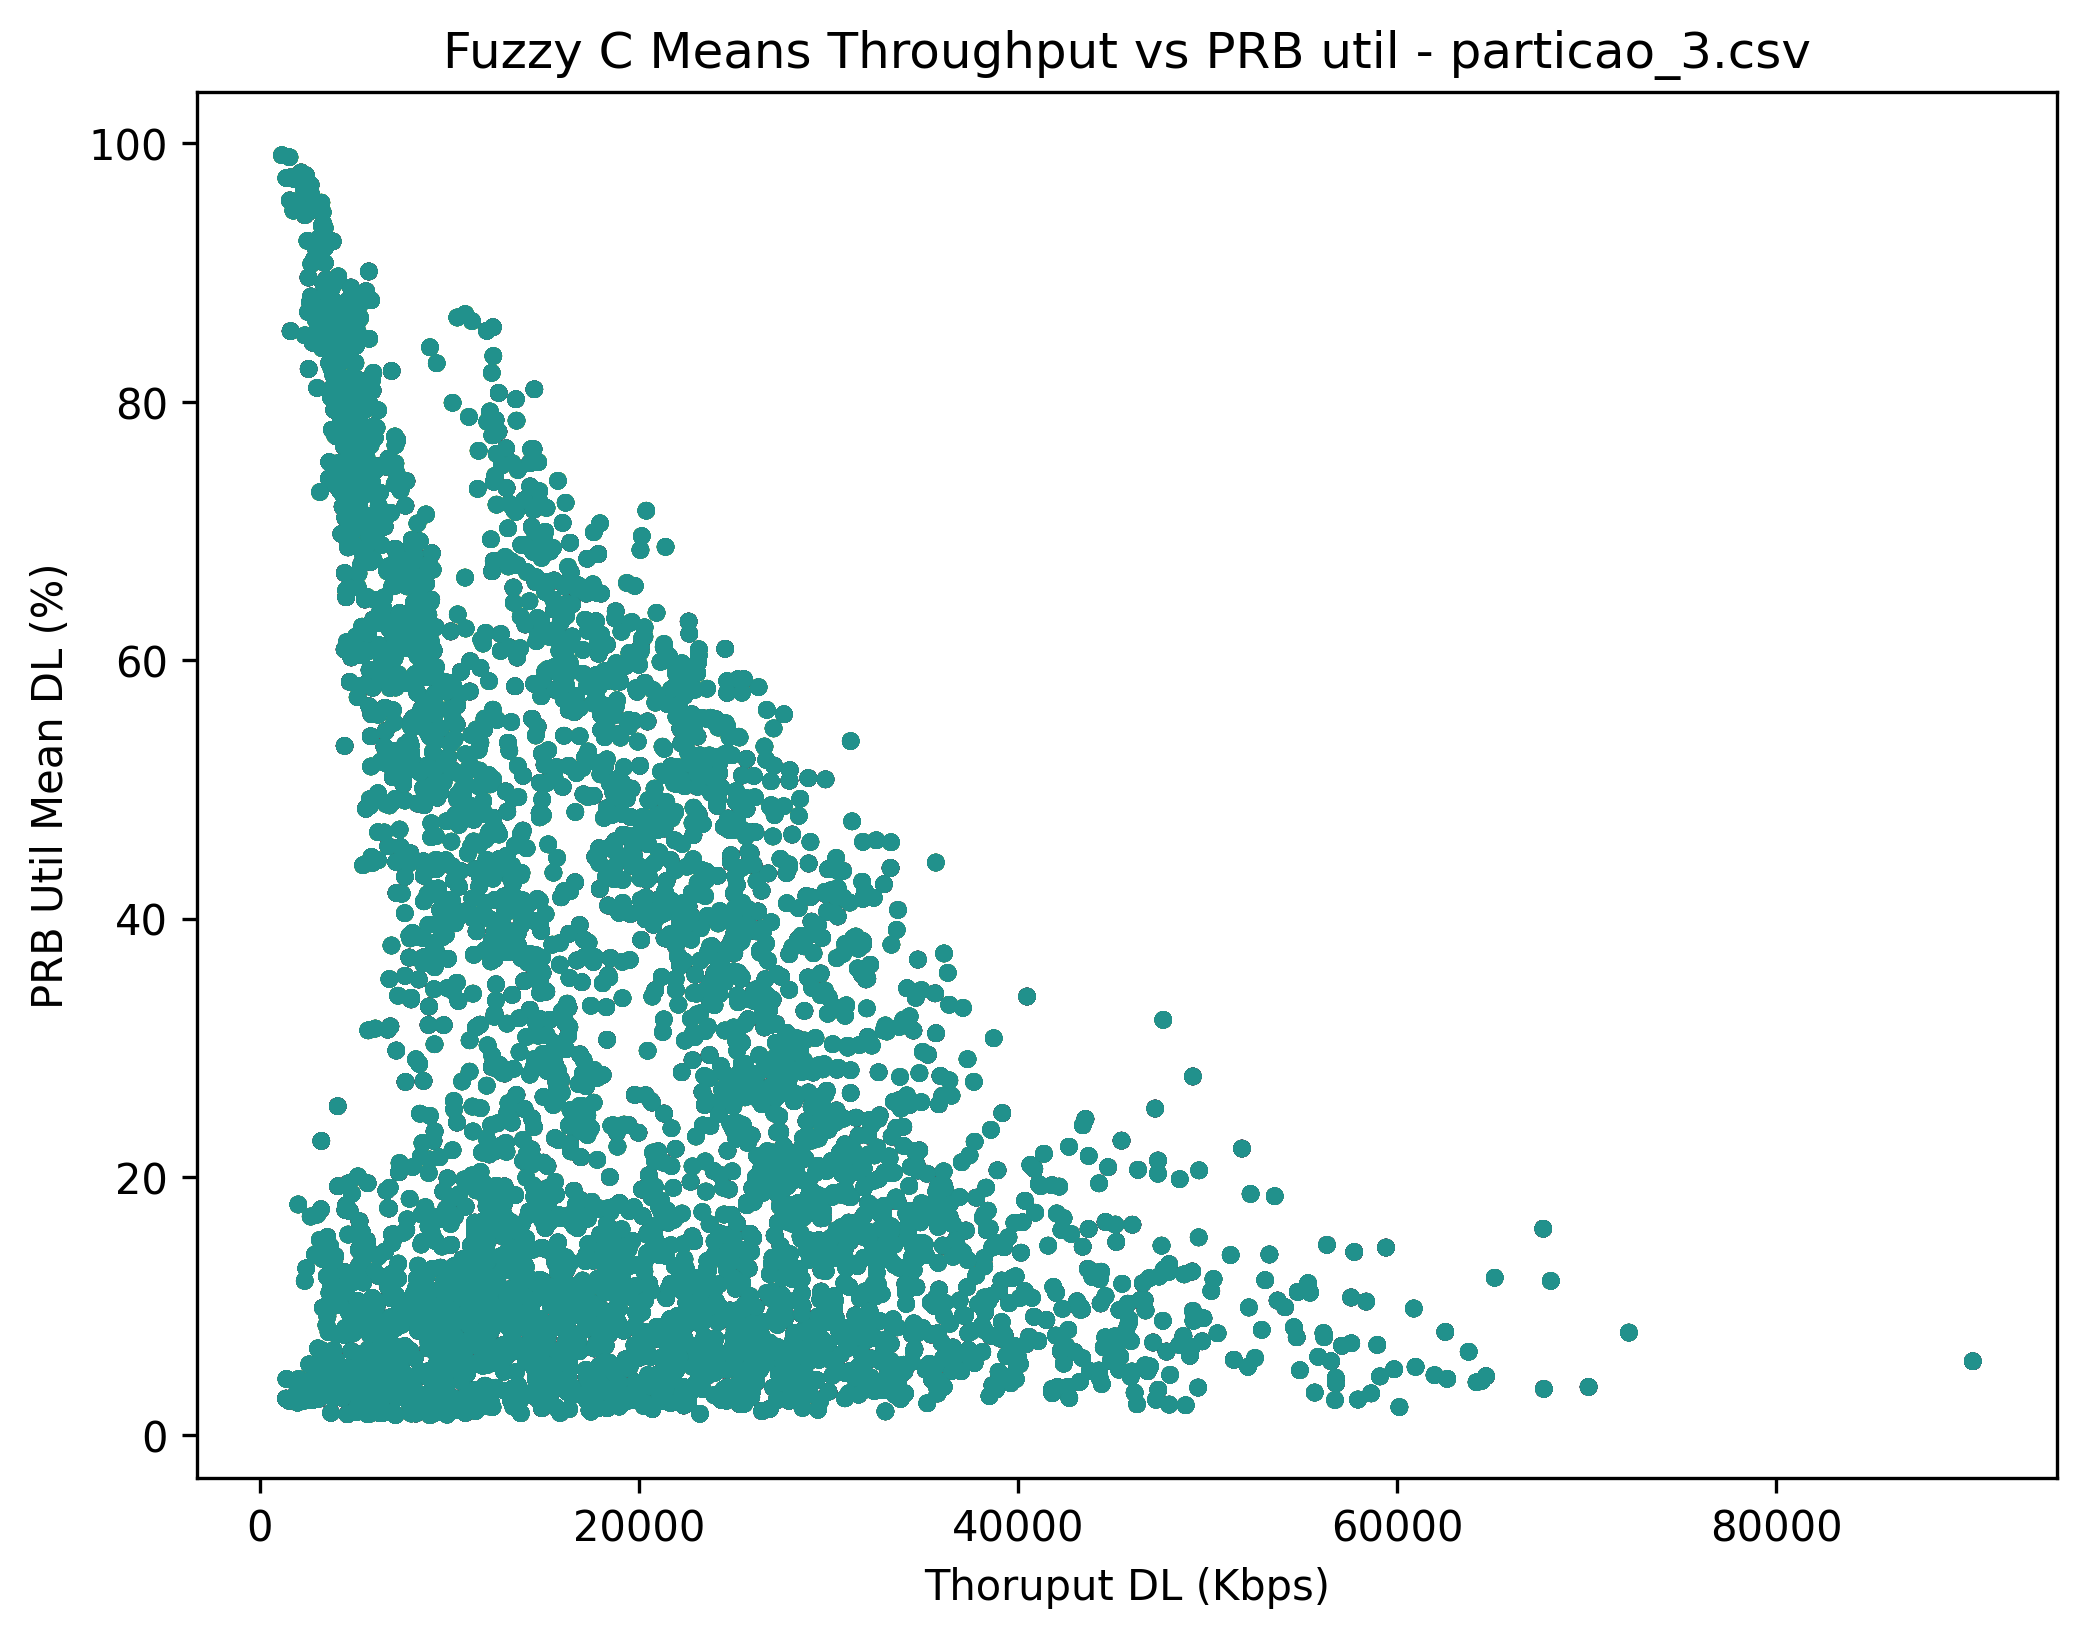 Fuzzy C Means Throughput vs PRB util - particao_3.csv
PRB Util Mean DL (%)
100
80
60
40
20
0
0 20000 40000 60000 80000
Thoruput DL (Kbps)